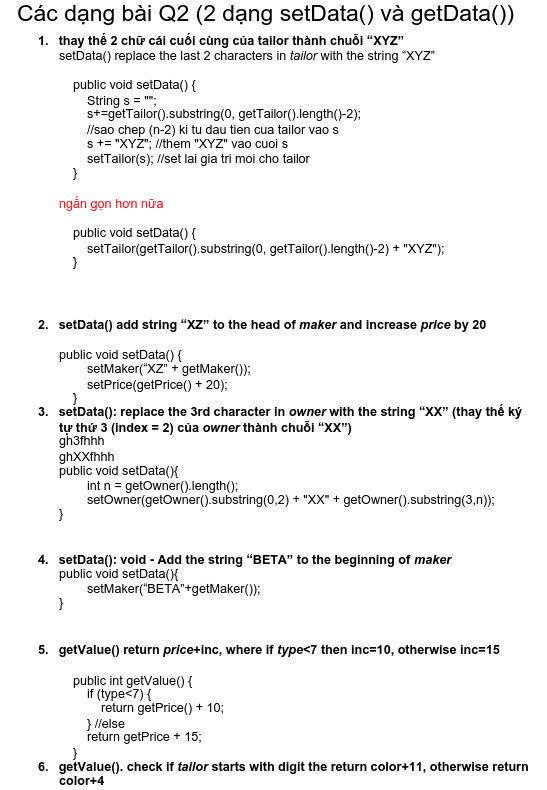 Các dạng bài Q2 (2 dạng setData() và getData())
1. thay thế 2 chữ cái cuối cùng của tailor thành chuỗi “XYZ”
setData() replace the last 2 characters in tailor with the string “XYZ”
public void setData() {
String s = "";
s+=getTailor().substring(0, getTailor().length()-2);
//sao chep (n-2) ki tu dau tien cua tailor vao s
s += "XYZ"; //them "XYZ" vao cuoi s
setTailor(s); //set lai gia tri moi cho tailor
}
ngắn gọn hơn nữa
public void setData() {
setTailor(getTailor().substring(0, getTailor().length()-2) + "XYZ");
}
2. setData() add string “XZ” to the head of maker and increase price by 20
public void setData() {
setMaker(“XZ” + getMaker());
setPrice(getPrice() + 20);
}
3. setData(): replace the 3rd character in owner with the string “XX” (thay thế ký
tự thứ 3 (index = 2) của owner thành chuỗi “XX”)
gh3fhhh
ghXXfhhh
public void setData(){
int n = getOwner().length();
setOwner(getOwner().substring(0,2) + "XX" + getOwner().substring(3,n));
}
4. setData(): void - Add the string “BETA” to the beginning of maker
public void setData(){
setMaker(“BETA”+getMaker());
}
5. getValue() return price+inc, where if type<7 then inc=10, otherwise inc=15
public int getValue() {
if (type<7) {
return getPrice() + 10;
} //else
return getPrice + 15;
}
6. getValue(). check if tailor starts with digit the return color+11, otherwise return
color+4